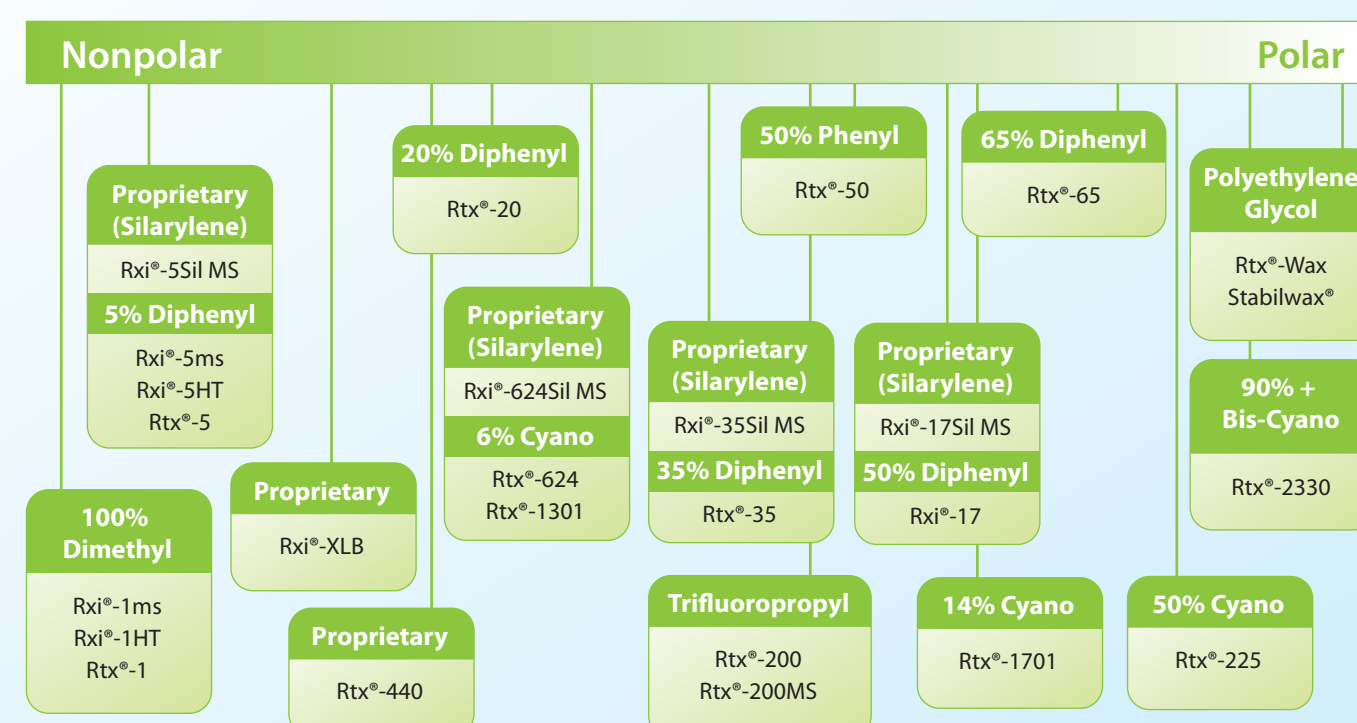 Nonpolar
Polar
20% Diphenyl
Rtx®-20
50% Phenyl
Rtx®-50
65% Diphenyl
Rtx®-65
Proprietary
(Silarylene)
Rxi®-5Sil MS
5% Diphenyl
Rxi®-5ms
Rxi®-5HT
Rtx®-5
Polyethylene
Glycol
Rtx®-Wax
Stabilwax®
Proprietary
(Silarylene)
Rxi®-624Sil MS
6% Cyano
Rtx®-624
Rtx®-1301
Proprietary
(Silarylene)
Rxi®-35Sil MS
35% Diphenyl
Rtx®-35
Proprietary
(Silarylene)
Rxi®-17Sil MS
50% Diphenyl
Rxi®-17
90% +
Bis-Cyano
Rtx®-2330
100%
Dimethyl
Rxi®-1ms
Rxi®-1HT
Rtx®-1
Proprietary
Rxi®-XLB
Proprietary
Rtx®-440
Trifluoropropyl
Rtx®-200
Rtx®-200MS
14% Cyano
Rtx®-1701
50% Cyano
Rtx®-225